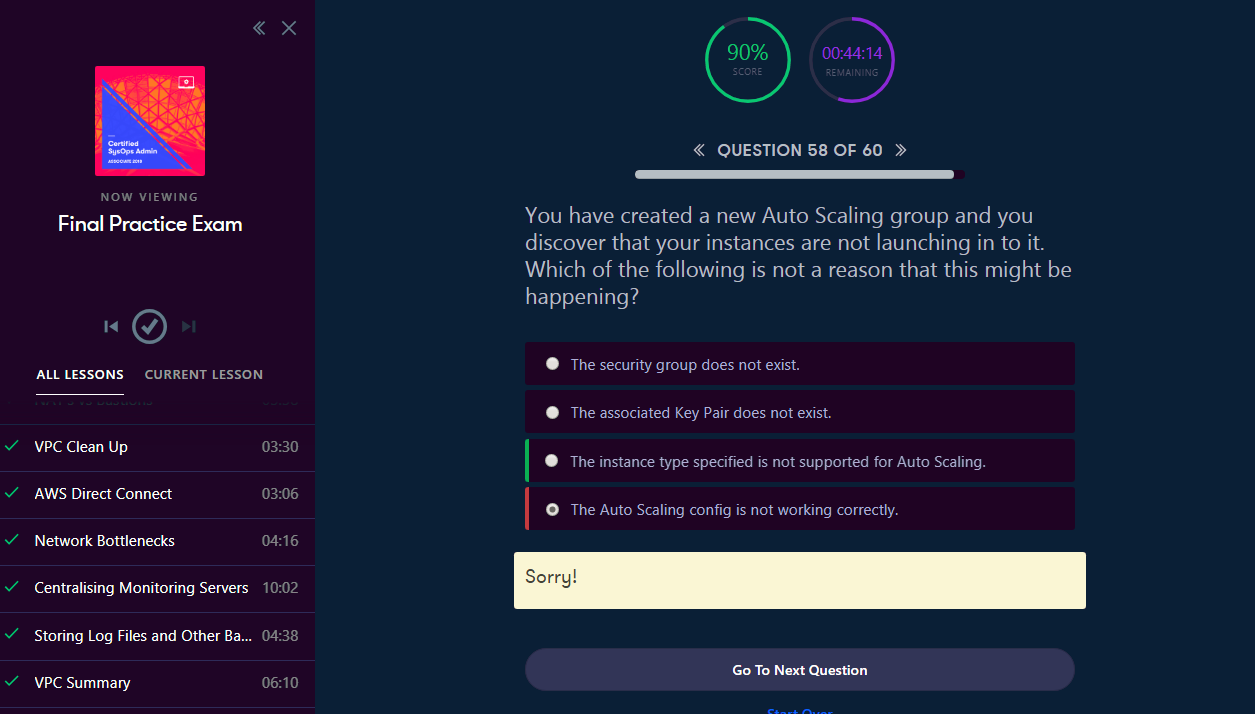 Certified
SysOps Admin
ASSOCIATE 2018
NOW VIEWING
Final Practice Exam
ALL LESSONS CURRENT LESSON
VPC Clean Up 03:30
AWS Direct Connect 03:06
Network Bottlenecks 04:16
Centralising Monitoring Servers 10:02
Storing Log Files and Other Ba... 04:38
VPC Summary 06:10
90%
SCORE
00:44:14
REMAINING
QUESTION 58 OF 60
You have created a new Auto Scaling group and you
discover that your instances are not launching in to it.
Which of the following is not a reason that this might be
happening?
The security group does not exist.
The associated Key Pair does not exist.
The instance type specified is not supported for Auto Scaling.
The Auto Scaling config is not working correctly.
Sorry!
Go To Next Question
Start Over